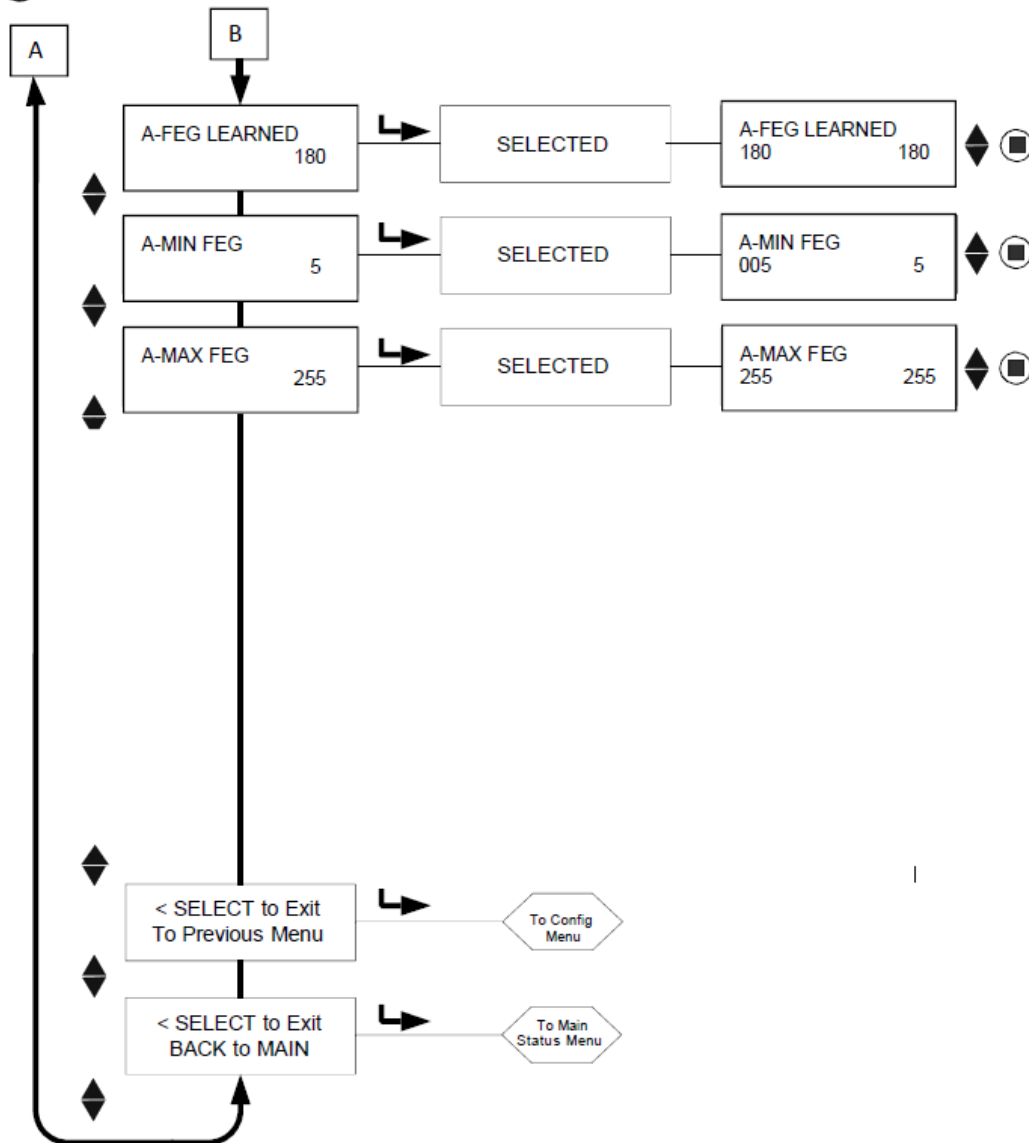 A
B
A-FEG LEARNED
180
SELECTED
A-FEG LEARNED
180 180
A-MIN FEG
5
SELECTED
A-MIN FEG
005 5
A-MAX FEG
255
SELECTED
A-MAX FEG
255 255
< SELECT to Exit
To Previous Menu
To Config
Menu
< SELECT to Exit
BACK to MAIN
To Main
Status Menu